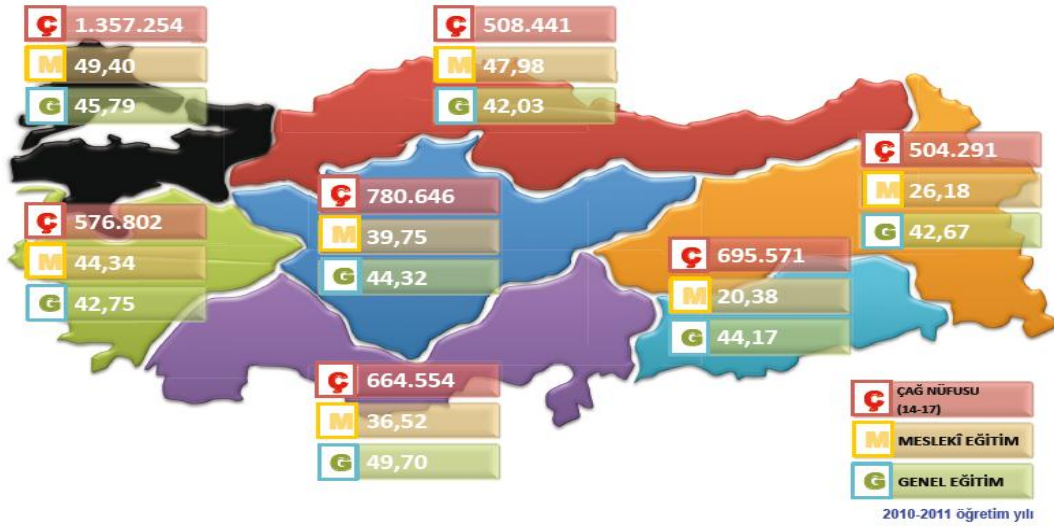 Ç 1.357.254
M 49,40
G 45,79
Ç 508.441
M 47,98
G 42,03
Ç 504.291
M 26,18
G 42,67
Ç 576.802
M 44,34
G 42,75
Ç 780.646
M 39,75
G 44,32
Ç 695.571
M 20,38
G 44,17
Ç 664.554
M 36,52
G 49,70
Ç ÇAĞ NÜFUSU
(14-17)
M MESLEKÎ EĞİTİM
G GENEL EĞİTİM
2010-2011 öğretim yılı